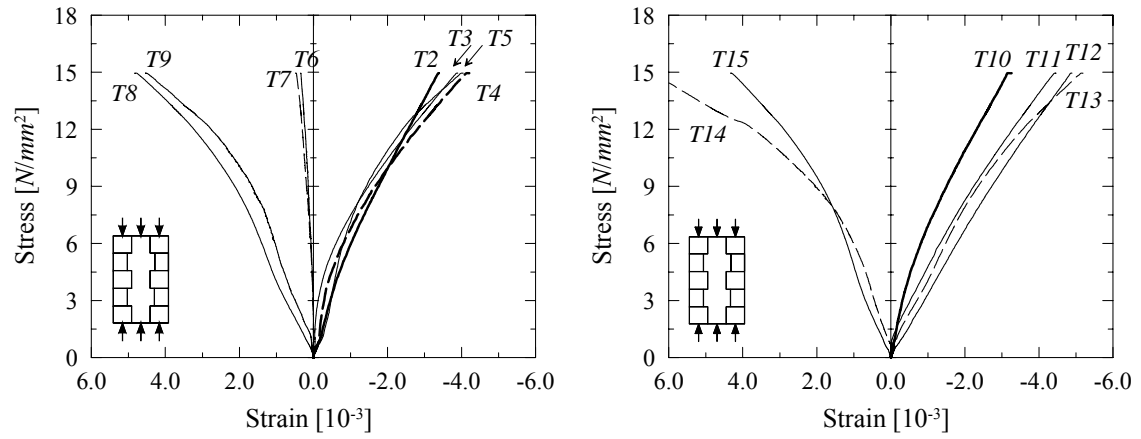 18
15
12
9
6
3
0
Stress [N/mm²]
6.0 4.0 2.0 0.0 -2.0 -4.0 -6.0
Strain [10⁻³]
T9
T8
T6
T7
T2
T3
T5
T4
18
15
12
9
6
3
0
Stress [N/mm²]
6.0 4.0 2.0 0.0 -2.0 -4.0 -6.0
Strain [10⁻³]
T15
T14
T10
T11
T12
T13